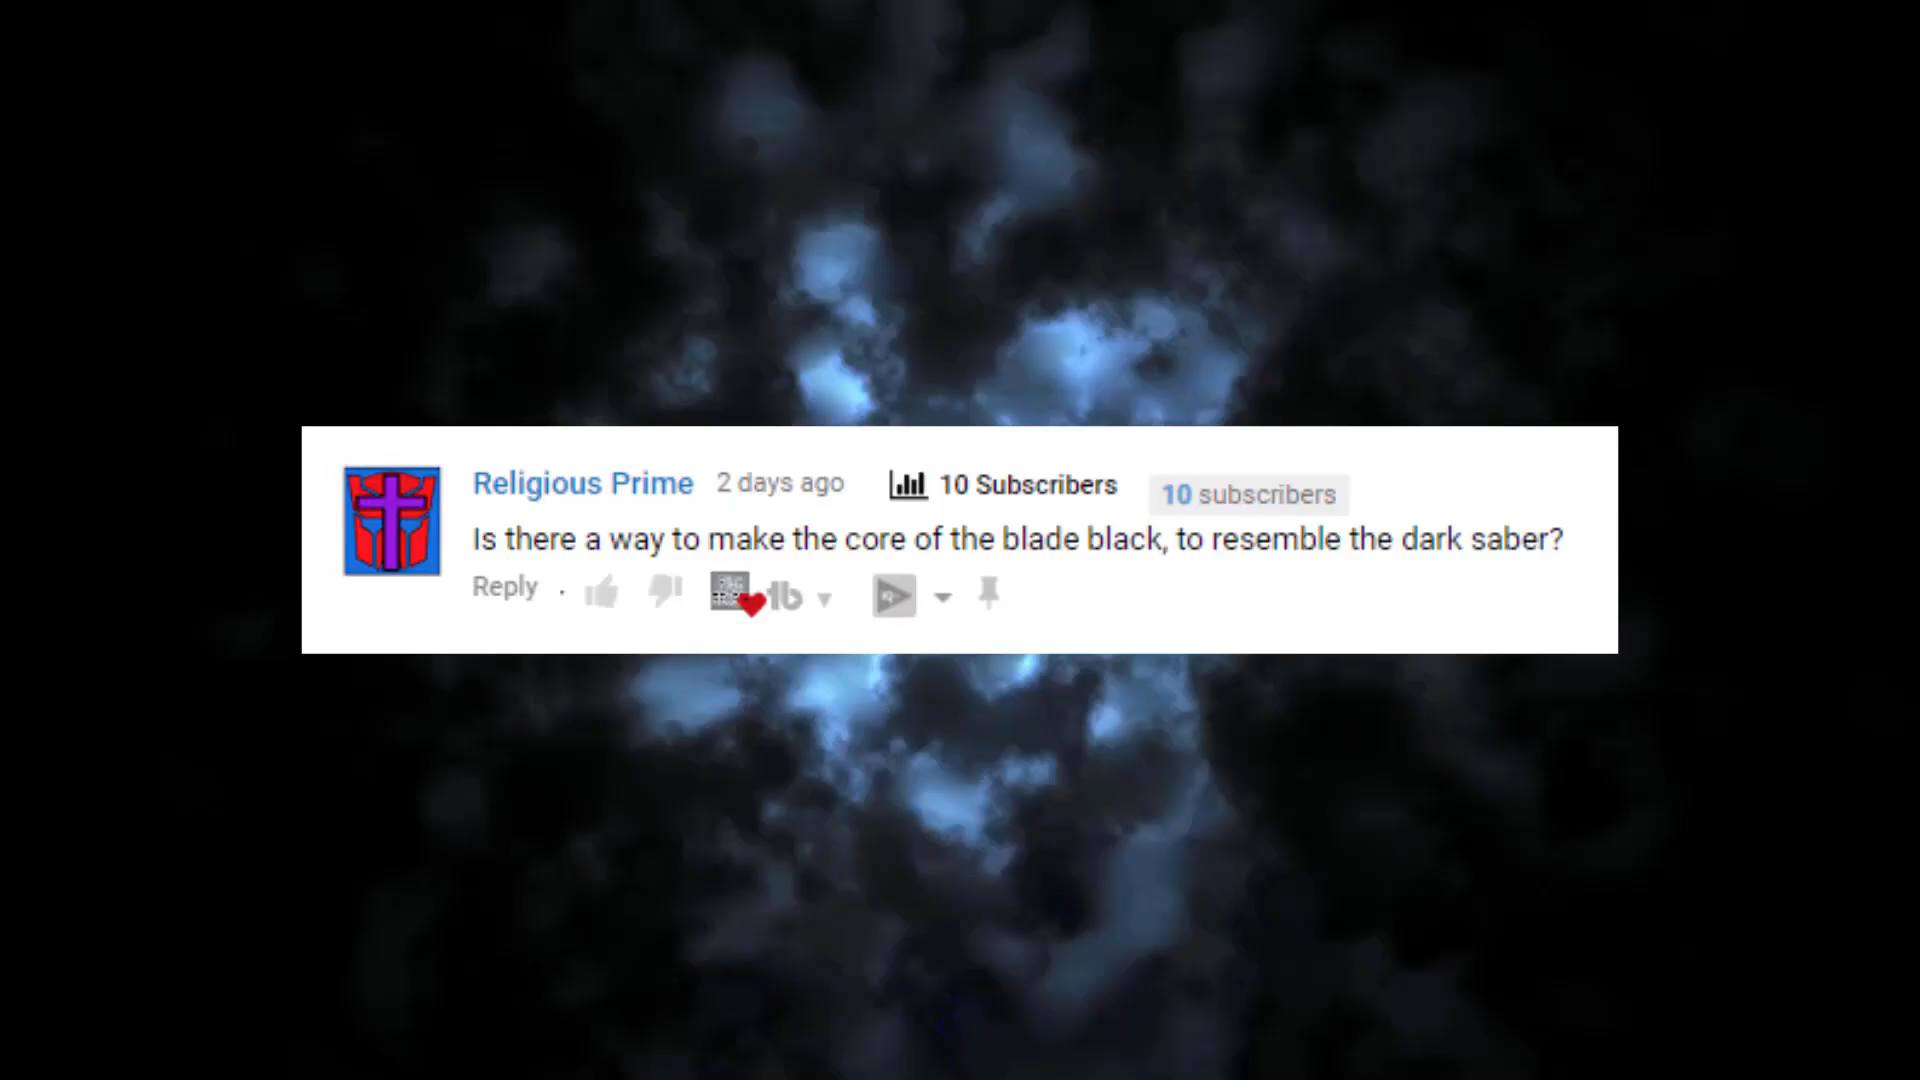 Religious Prime 2 days ago 10 Subscribers 10 subscribers
Is there a way to make the core of the blade black, to resemble the dark saber?
Reply . tb